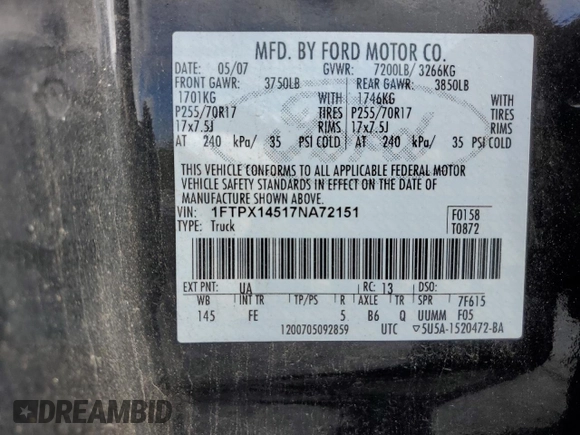 MFD. BY FORD MOTOR CO.
DATE: 05/07 GVWR: 7200LB/ 3266KG
FRONT GAWR: 3750LB REAR GAWR: 3850LB
1701KG WITH 1746KG WITH
P255/70R17 TIRES P255/70R17 TIRES
17x7.5J RIMS 17x7.5J RIMS
AT 240 kPa/ 35 PSI COLD AT 240 kPa/ 35 PSI COLD
THIS VEHICLE CONFORMS TO ALL APPLICABLE FEDERAL MOTOR
VEHICLE SAFETY STANDARDS IN EFFECT ON THE DATE OF
MANUFACTURE SHOWN ABOVE.
VIN: 1FTPX14517NA72151 F0158
TYPE: Truck T0872
EXT PNT: UA RC: 13 DSO:
WB INT TR TP/PS R AXLE TR SPR 7F615
145 FE 5 B6 Q UUMM F05
1200705092859 UTC ▽5U5A-1520472-BA
DREAMBID